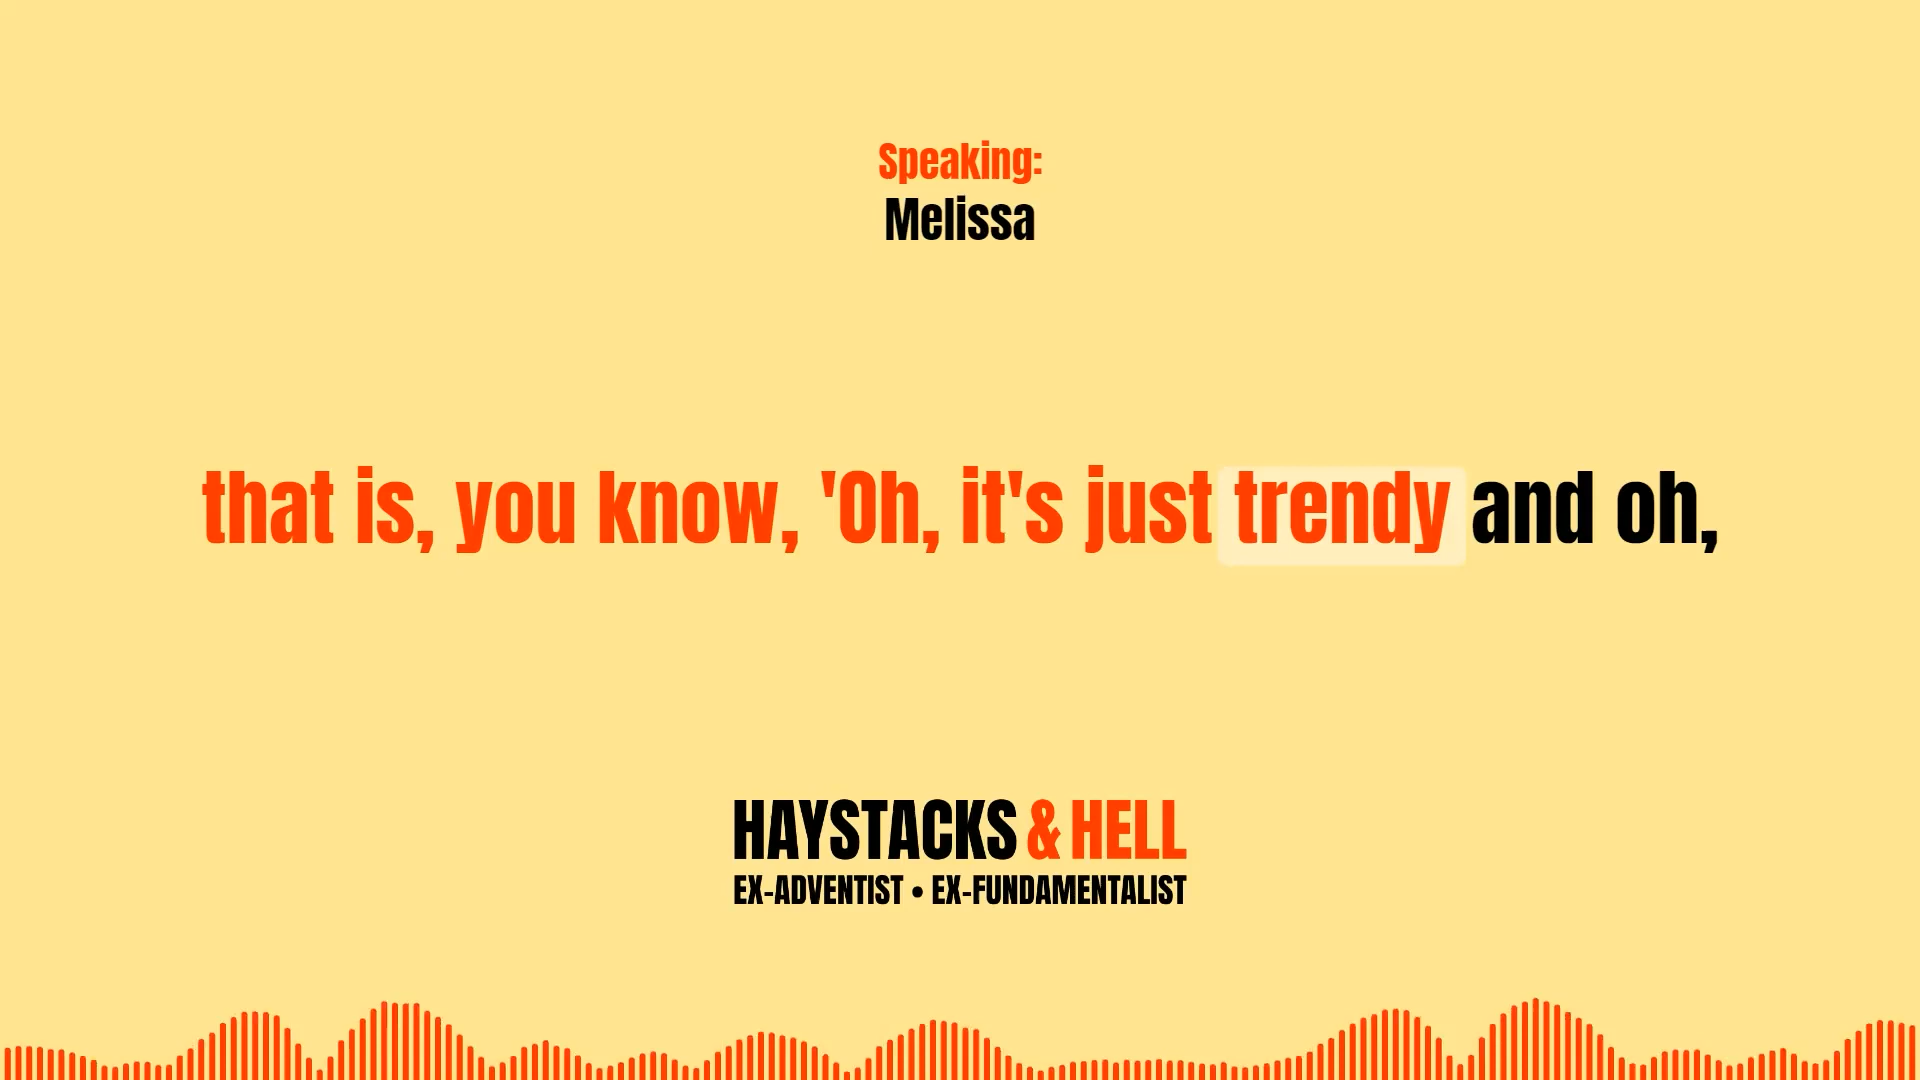 Speaking:
Melissa
that is, you know, 'Oh, it's just trendy and oh,
HAYSTACKS & HELL
EX-ADVENTIST • EX-FUNDAMENTALIST